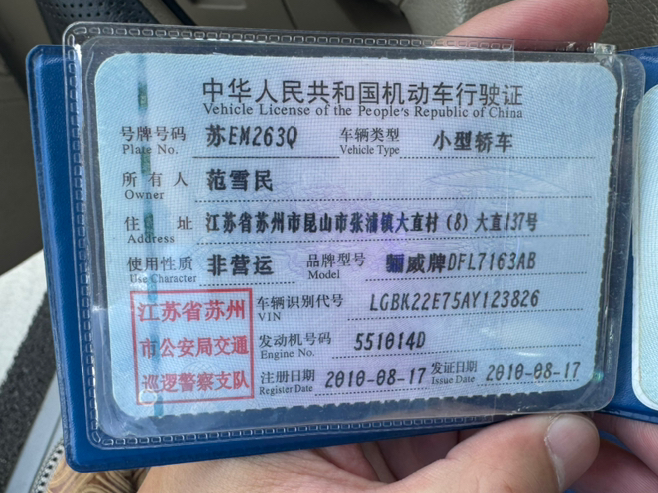 中华人民共和国机动车行驶证
Vehicle License of the People's Republic of China
号牌号码 苏EM263Q 车辆类型 小型轿车
Plate No. Vehicle Type
所有人 范雪民
Owner
住址 江苏省苏州市昆山市张浦镇大直村(8)大直137号
Address
使用性质 非营运 品牌型号 骊威牌DFL7163AB
Use Character Model
江苏省苏州
市公安局交通
巡逻警察支队
车辆识别代号 LGBK22E75AY123826
VIN
发动机号码 551014D
Engine No.
注册日期 2010-08-17 发证日期 2010-08-17
Register Date Issue Date